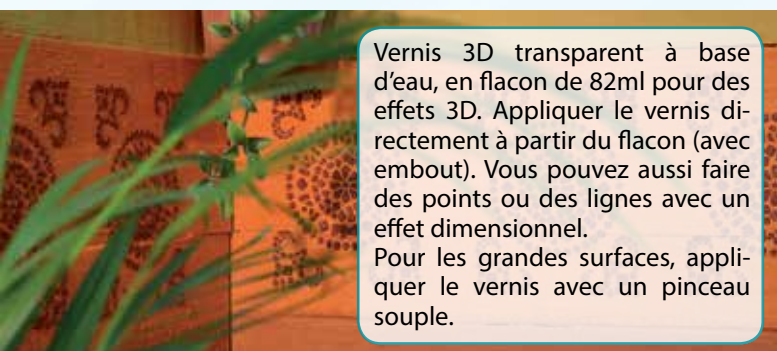 Vernis 3D transparent à base
d'eau, en flacon de 82ml pour des
effets 3D. Appliquer le vernis di-
rectement à partir du flacon (avec
embout). Vous pouvez aussi faire
des points ou des lignes avec un
effet dimensionnel.
Pour les grandes surfaces, appli-
quer le vernis avec un pinceau
souple.